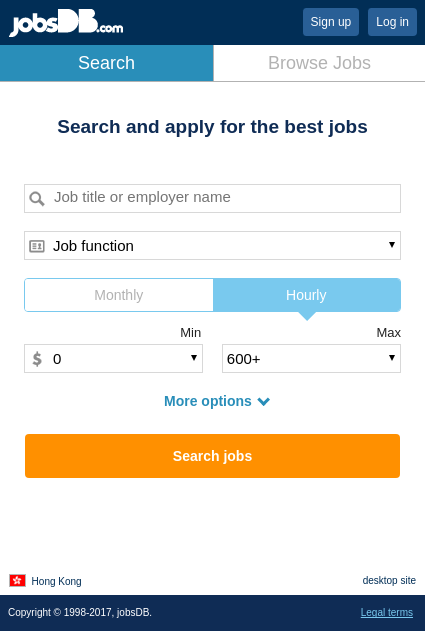 jobsDB.com
Sign up
Log in
Search
Browse Jobs
Search and apply for the best jobs
Job title or employer name
Job function
Monthly
Hourly
Min
Max
$ 0
600+
More options
Search jobs
Hong Kong
desktop site
Copyright © 1998-2017, jobsDB.
Legal terms